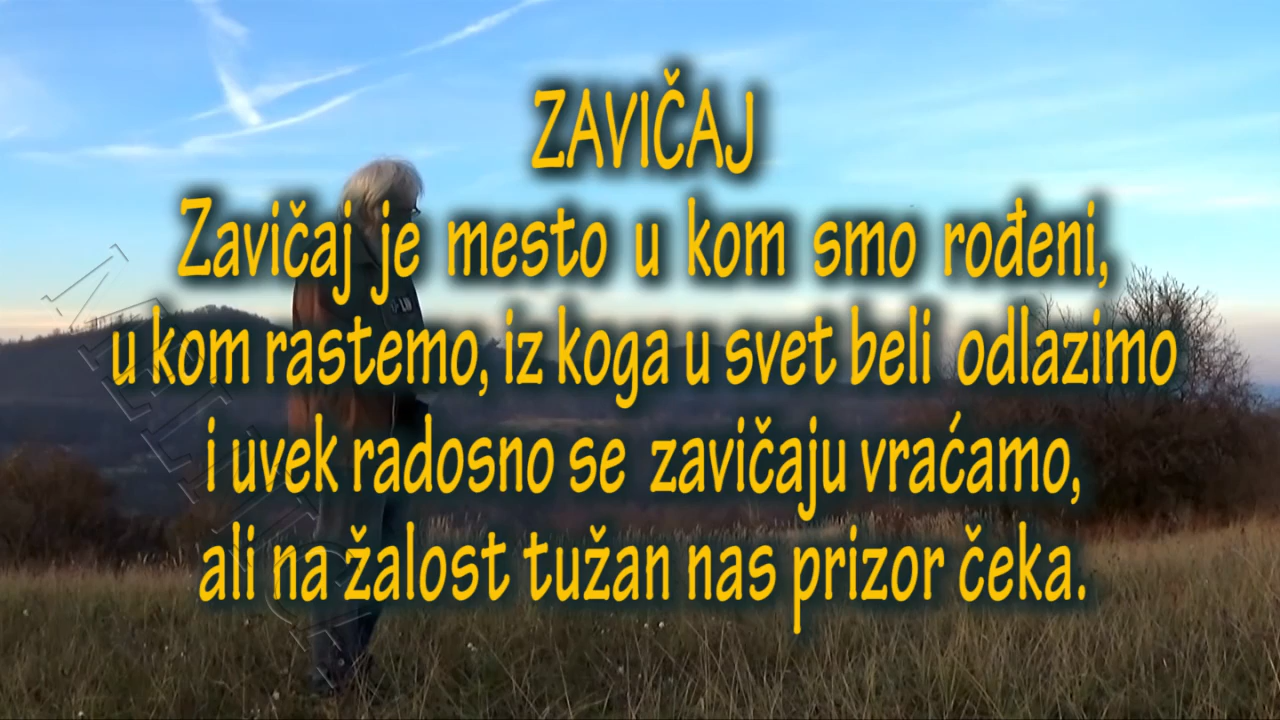 ZAVIČAJ
Zavičaj je mesto u kom smo rođeni,
u kom rastemo, iz koga u svet beli odlazimo
i uvek radosno se zavičaju vraćamo,
ali na žalost tužan nas prizor čeka.